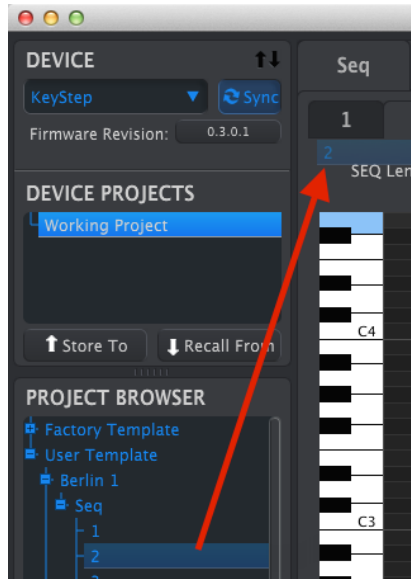 DEVICE
KeyStep
Sync
Firmware Revision: 0.3.0.1
DEVICE PROJECTS
Working Project
Store To
Recall From
PROJECT BROWSER
Factory Template
User Template
Berlin 1
Seq
1
2
Seq
1
2
SEQ Len
C4
C3